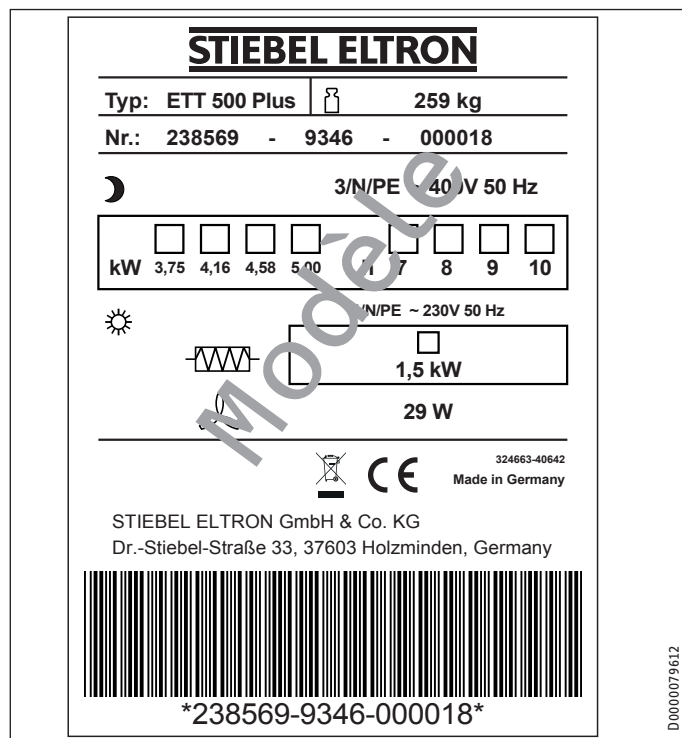 STIEBEL ELTRON
Typ: ETT 500 Plus 259 kg
Nr.: 238569 - 9346 - 000018
3/N/PE ~ 400V 50 Hz
kW 3,75 4,16 4,58 5,00 7 8 9 10
/N/PE ~ 230V 50 Hz
1,5 kW
29 W
Modèle
324663-40642
Made in Germany
STIEBEL ELTRON GmbH & Co. KG
Dr.-Stiebel-Straße 33, 37603 Holzminden, Germany
*238569-9346-000018*
D0000079612